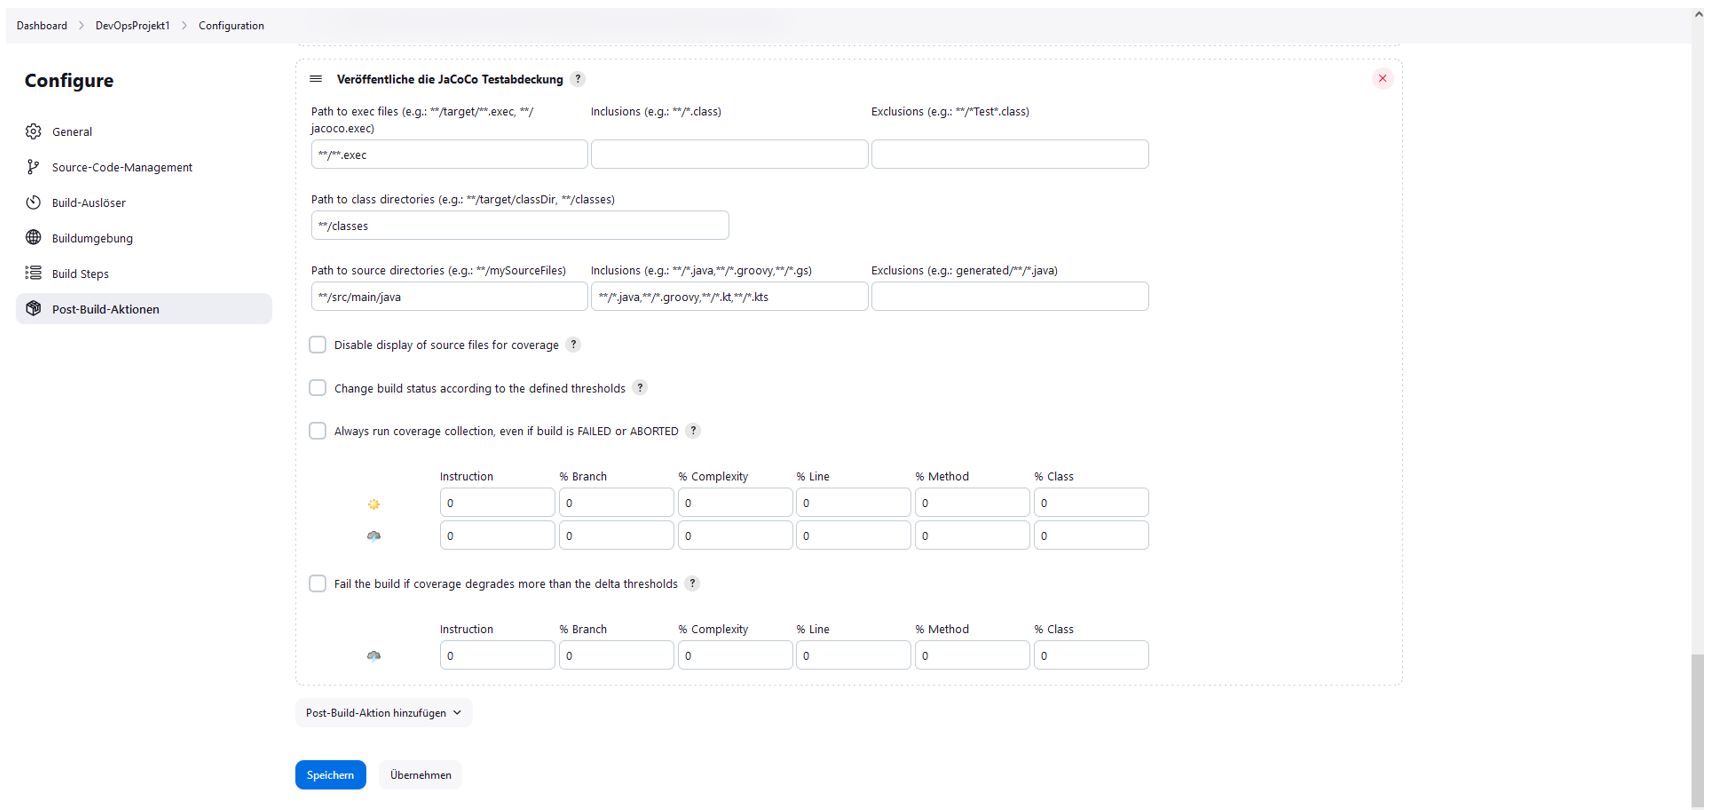 Dashboard > DevOpsProjekt1 > Configuration
Configure
General
Source-Code-Management
Build-Auslöser
Buildumgebung
Build Steps
Post-Build-Aktionen
Veröffentliche die JaCoCo Testabdeckung ?
Path to exec files (e.g.: **/target/**.exec, **/
jacoco.exec)
Inclusions (e.g.: **/*.class)
Exclusions (e.g.: **/*Test*.class)
**/**.exec
Path to class directories (e.g.: **/target/classDir, **/classes)
**/classes
Path to source directories (e.g.: **/mySourceFiles)
Inclusions (e.g.: **/*.java,**/*.groovy,**/*.gs)
Exclusions (e.g.: generated/**/*.java)
**/src/main/java
**/*.java,**/*.groovy,**/*.kt,**/*.kts
Disable display of source files for coverage ?
Change build status according to the defined thresholds ?
Always run coverage collection, even if build is FAILED or ABORTED ?
Instruction % Branch % Complexity % Line % Method % Class
0 0 0 0 0 0
0 0 0 0 0 0
Fail the build if coverage degrades more than the delta thresholds ?
Instruction % Branch % Complexity % Line % Method % Class
0 0 0 0 0 0
Post-Build-Aktion hinzufügen
Speichern Übernehmen